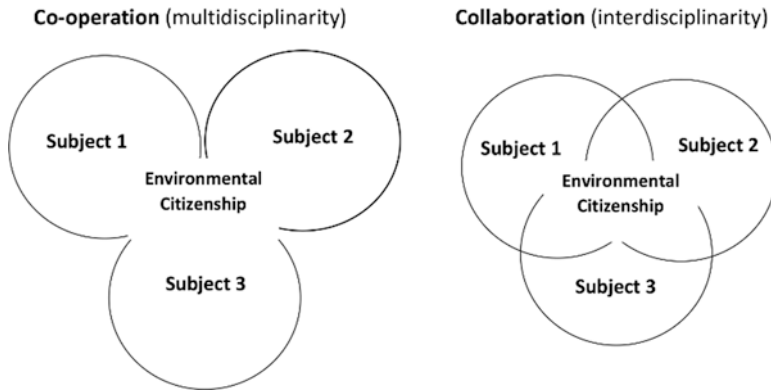 Co-operation (multidisciplinarity)
Subject 1
Subject 2
Environmental
Citizenship
Subject 3
Collaboration (interdisciplinarity)
Subject 1
Subject 2
Environmental
Citizenship
Subject 3